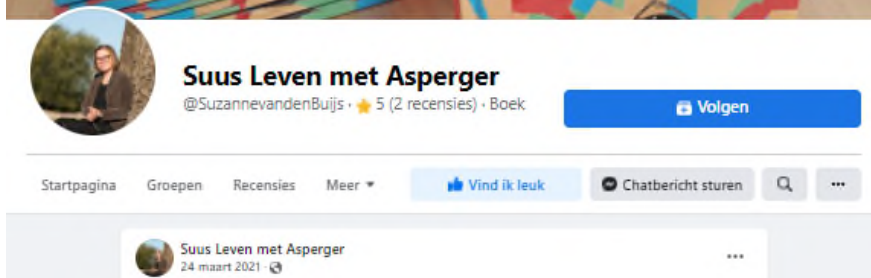 Suus Leven met Asperger
@SuzannevandenBuijs · 5 (2 recensies) · Boek
Volgen
Startpagina Groepen Recensies Meer Vind ik leuk Chatbericht sturen
Suus Leven met Asperger
24 maart 2021 ·